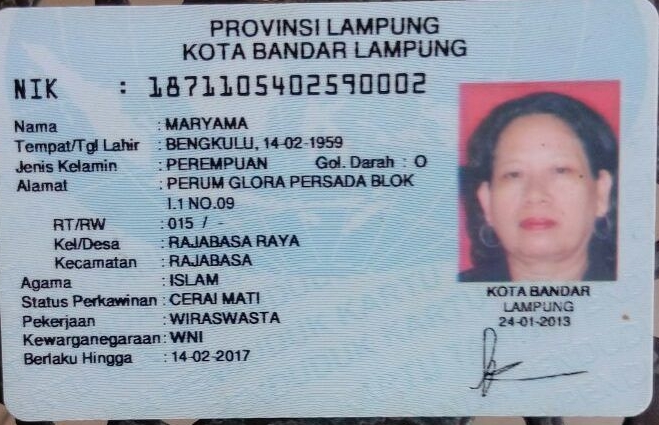 PROVINSI LAMPUNG
KOTA BANDAR LAMPUNG
NIK : 1871105402590002
Nama : MARYAMA
Tempat/Tgl Lahir : BENGKULU, 14-02-1959
Jenis Kelamin : PEREMPUAN Gol. Darah : O
Alamat : PERUM GLORA PERSADA BLOK
I.1 NO.09
RT/RW : 015 / -
Kel/Desa : RAJABASA RAYA
Kecamatan : RAJABASA
Agama : ISLAM
Status Perkawinan : CERAI MATI
Pekerjaan : WIRASWASTA
Kewarganegaraan : WNI
Berlaku Hingga : 14-02-2017
KOTA BANDAR
LAMPUNG
24-01-2013